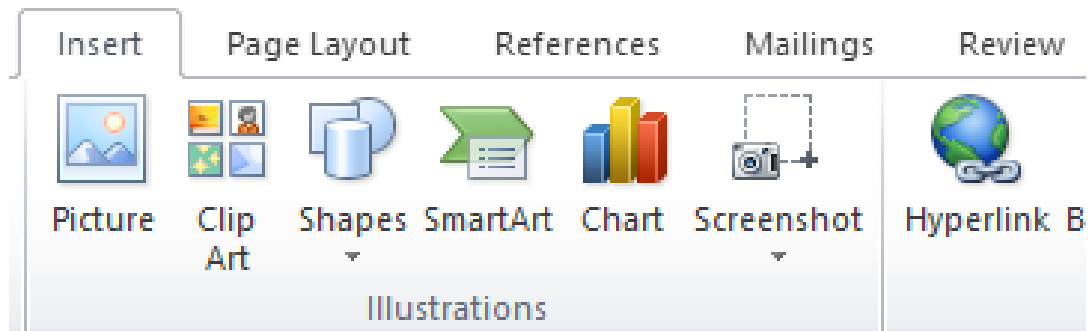 Insert Page Layout References Mailings Review
Picture Clip Shapes SmartArt Chart Screenshot Hyperlink B
Art
Illustrations